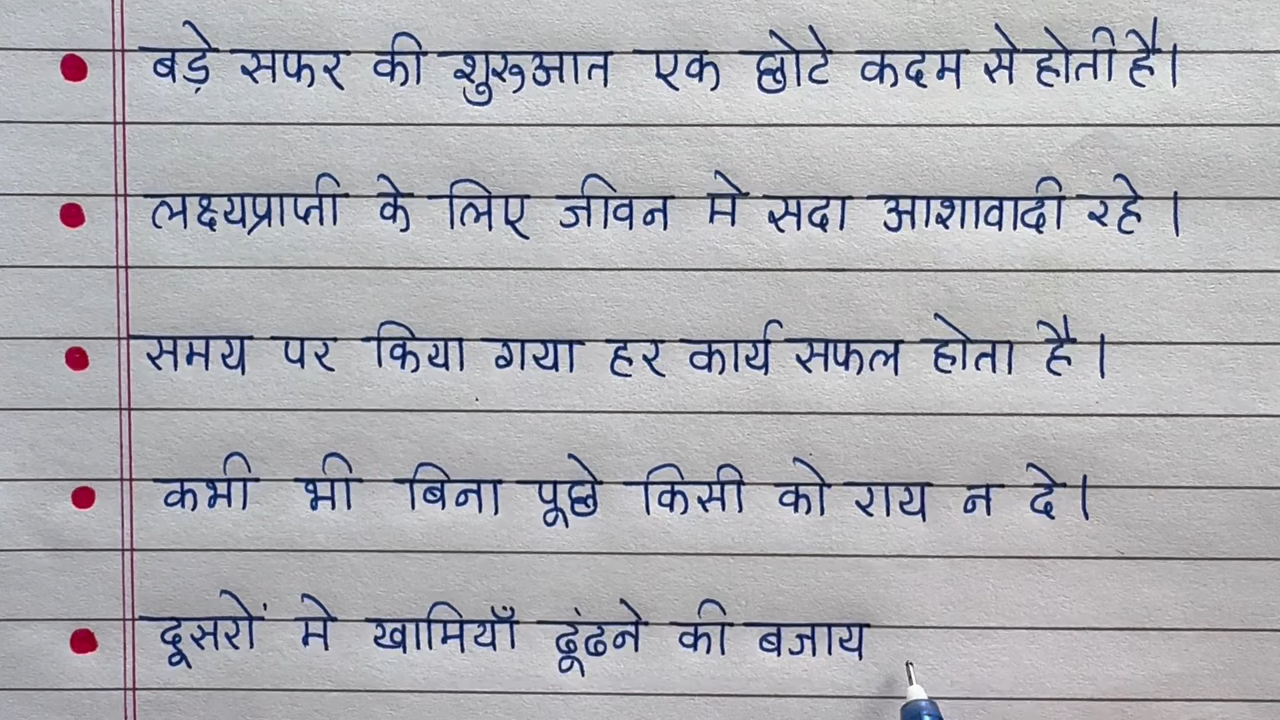 बड़े सफर की शुरुआत एक छोटे कदम से होती है।
लक्ष्यप्राप्ती के लिए जीवन मे सदा आशावादी रहे।
समय पर किया गया हर कार्य सफल होता है।
कभी भी बिना पूछे किसी को राय न दे।
दूसरों मे खामियाँ ढूंढने की बजाय